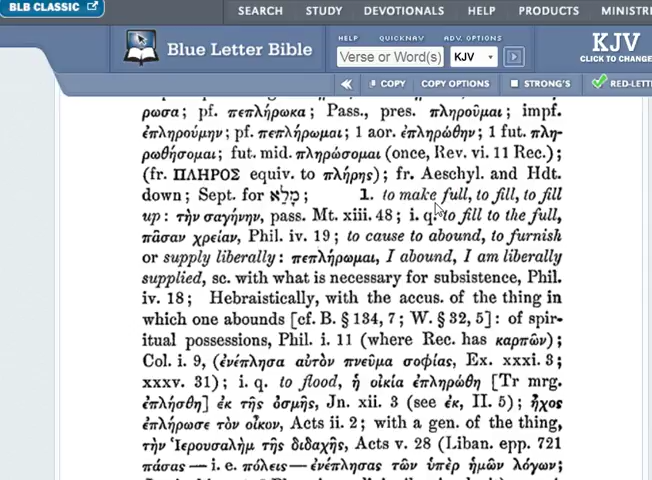 BLB CLASSIC
SEARCH STUDY DEVOTIONALS HELP PRODUCTS MINISTRI
Blue Letter Bible
HELP QUICKNAV ADV. OPTIONS
Verse or Word(s) KJV
KJV
CLICK TO CHANGE
COPY COPY OPTIONS STRONG'S RED-LETT
ρωσα; pf. πεπλήρωκα; Pass., pres. πληροῦμαι; impf.
ἐπληρούμην; pf. πεπλήρωμαι; 1 aor. ἐπληρώθην; 1 fut. πλη-
ρωθήσομαι; fut. mid. πληρώσομαι (once, Rev. vi. 11 Rec.);
(fr. ΠΛΗΡΟΣ equiv. to πλήρης); fr. Aeschyl. and Hdt.
down; Sept. for מָלֵא; 1. to make full, to fill, to fill
up: τὴν σαγήνην, pass. Mt. xiii. 48; i. q. to fill to the full,
πᾶσαν χρείαν, Phil. iv. 19; to cause to abound, to furnish
or supply liberally: πεπλήρωμαι, I abound, I am liberally
supplied, sc. with what is necessary for subsistence, Phil.
iv. 18; Hebraistically, with the accus. of the thing in
which one abounds [cf. B. § 134, 7; W. § 32, 5]: of spir-
itual possessions, Phil. i. 11 (where Rec. has καρπῶν);
Col. i. 9, (ἐνέπλησα αὐτὸν πνεῦμα σοφίας, Ex. xxxi. 3;
xxxv. 31); i. q. to flood, ἡ οἰκία ἐπληρώθη [Tr mrg.
ἐπλήσθη] ἐκ τῆς ὀσμῆς, Jn. xii. 3 (see ἐκ, II. 5); ἦχος
ἐπλήρωσε τὸν οἶκον, Acts ii. 2; with a gen. of the thing,
τὴν Ἱερουσαλὴμ τῆς διδαχῆς, Acts v. 28 (Liban. epp. 721
πάσας — i. e. πόλεις — ἐνέπλησας τῶν ὑπὲρ ἡμῶν λόγων;